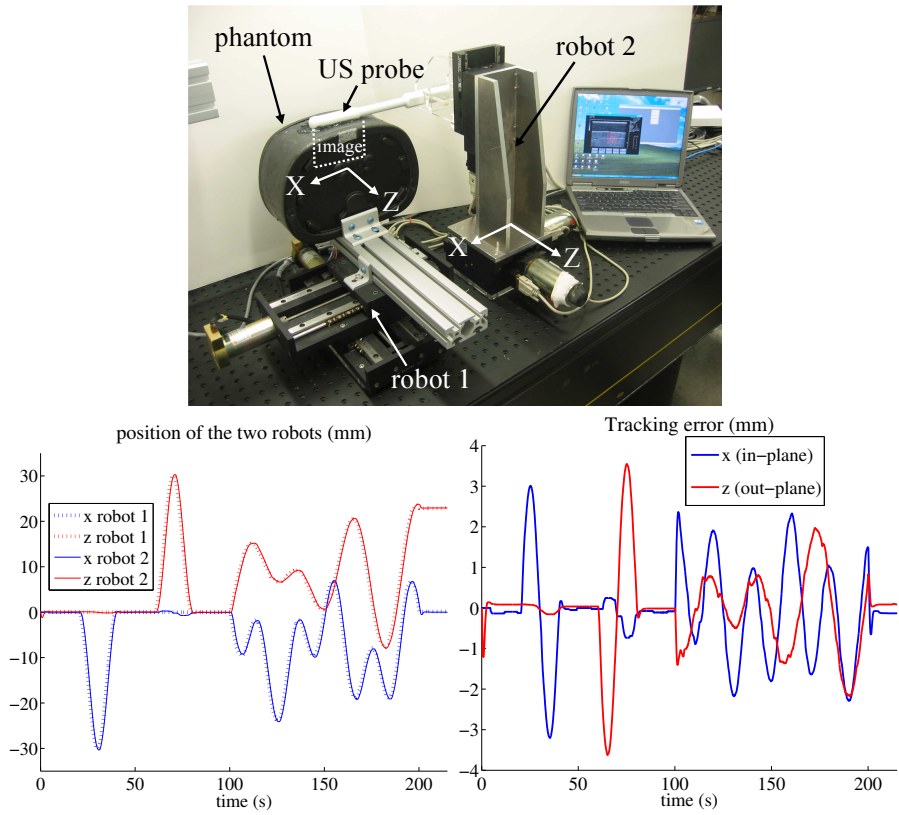 phantom
US probe
robot 2
image
X
Z
X
Z
robot 1
position of the two robots (mm)
x robot 1
z robot 1
x robot 2
z robot 2
30
20
10
0
−10
−20
−30
0 50 100 150 200
time (s)
Tracking error (mm)
x (in−plane)
z (out−plane)
4
3
2
1
0
−1
−2
−3
−4
0 50 100 150 200
time (s)